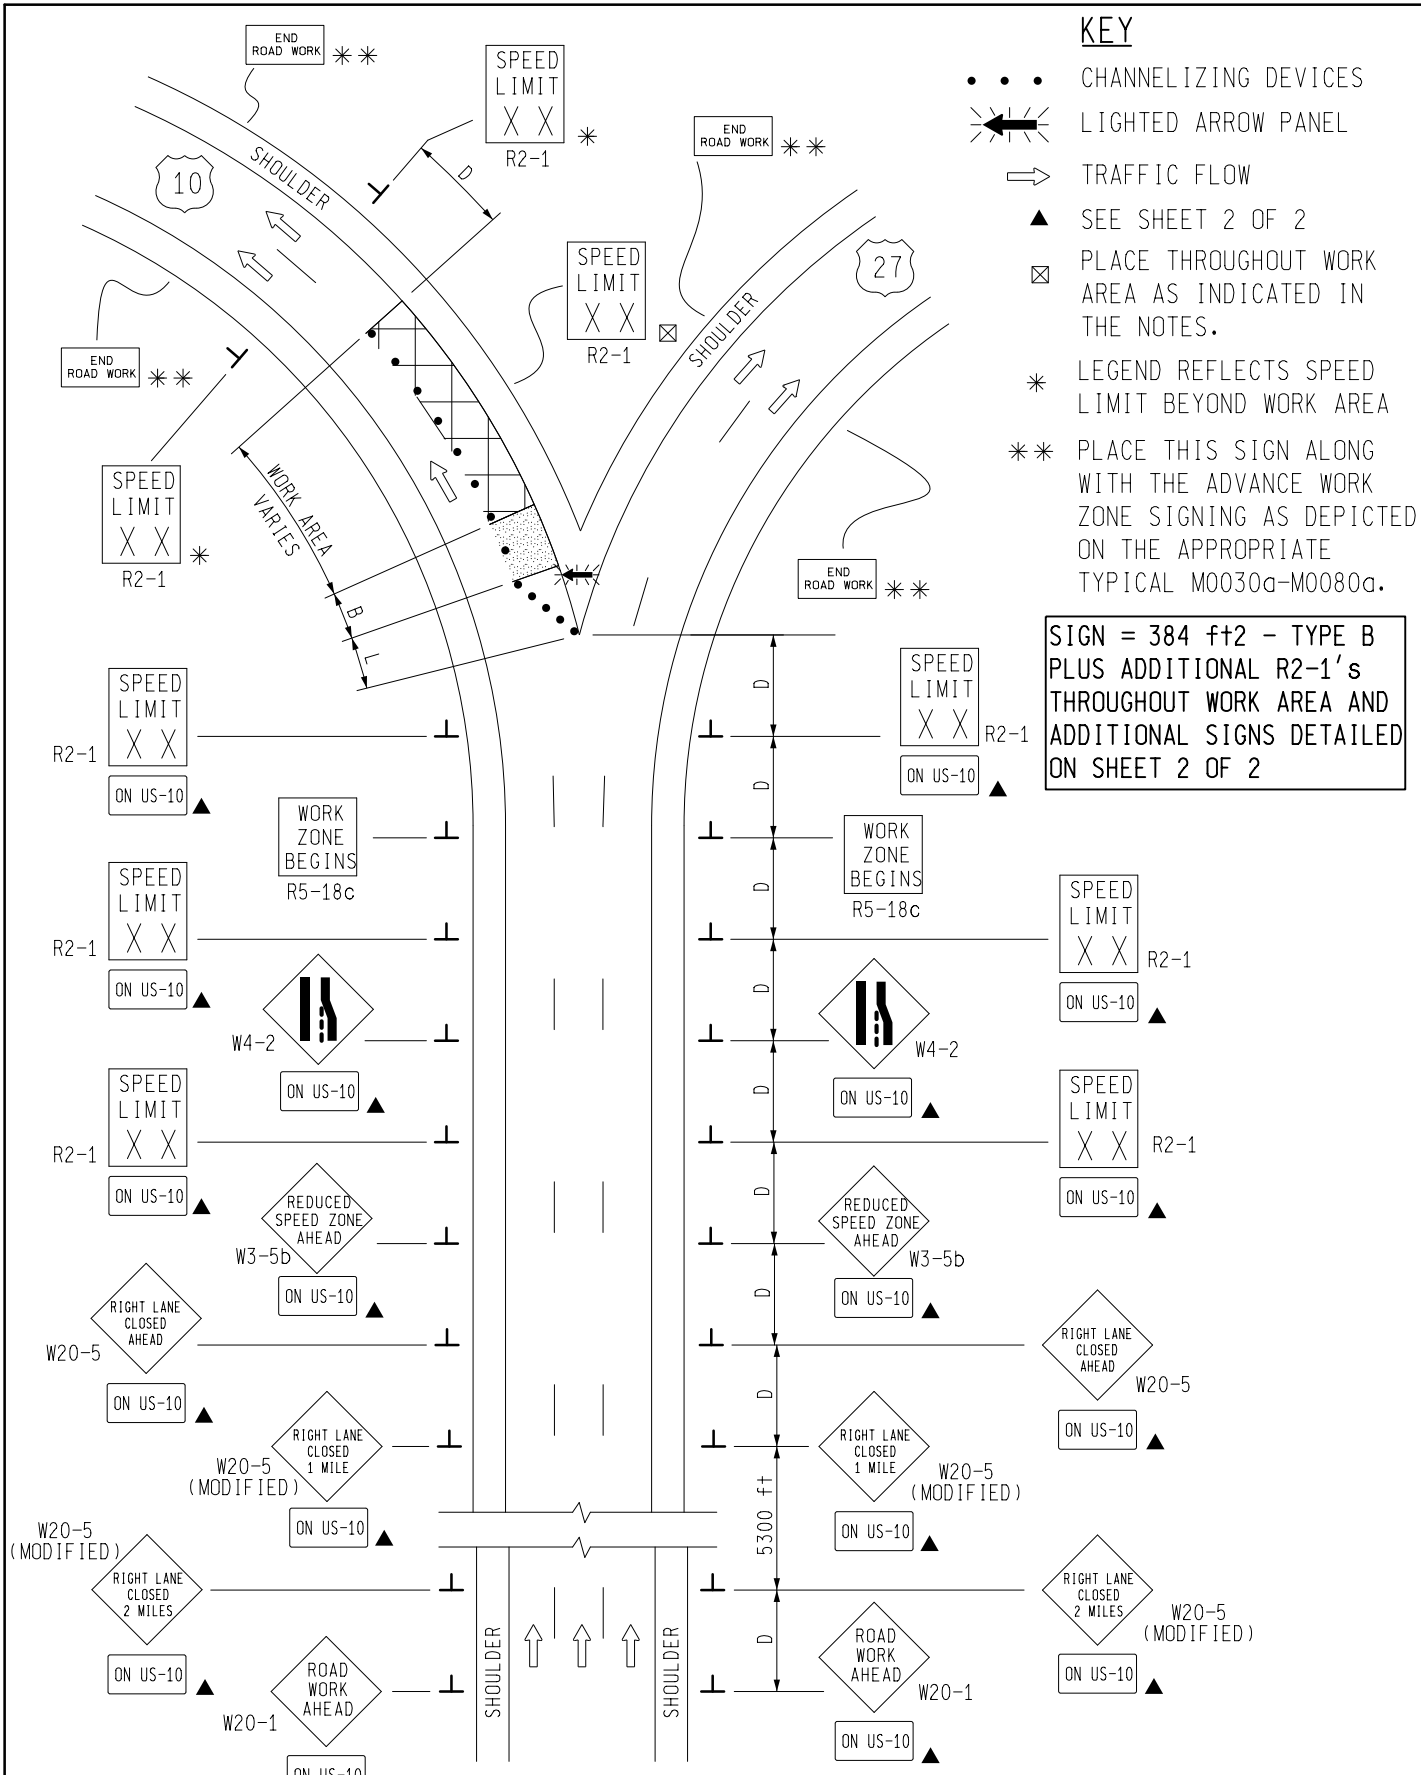 KEY
CHANNELIZING DEVICES
LIGHTED ARROW PANEL
TRAFFIC FLOW
SEE SHEET 2 OF 2
PLACE THROUGHOUT WORK
AREA AS INDICATED IN
THE NOTES.
* LEGEND REFLECTS SPEED
LIMIT BEYOND WORK AREA
** PLACE THIS SIGN ALONG
WITH THE ADVANCE WORK
ZONE SIGNING AS DEPICTED
ON THE APPROPRIATE
TYPICAL M0030a-M0080a.
SIGN = 384 ft2 - TYPE B
PLUS ADDITIONAL R2-1's
THROUGHOUT WORK AREA AND
ADDITIONAL SIGNS DETAILED
ON SHEET 2 OF 2
END
ROAD WORK **
SPEED
LIMIT
X X *
R2-1
D
END
ROAD WORK **
SHOULDER
10
SPEED
LIMIT
X X
R2-1
SHOULDER
27
END
ROAD WORK **
SPEED
LIMIT
X X *
R2-1
WORK AREA
VARIES
B
L
END
ROAD WORK **
SPEED
LIMIT
X X
R2-1
ON US-10
D
SPEED
LIMIT
X X
R2-1
ON US-10
D
WORK
ZONE
BEGINS
R5-18c
WORK
ZONE
BEGINS
R5-18c
D
SPEED
LIMIT
X X
R2-1
ON US-10
SPEED
LIMIT
X X
R2-1
ON US-10
D
W4-2
ON US-10
W4-2
ON US-10
D
SPEED
LIMIT
X X
R2-1
ON US-10
SPEED
LIMIT
X X
R2-1
ON US-10
D
REDUCED
SPEED ZONE
AHEAD
W3-5b
ON US-10
REDUCED
SPEED ZONE
AHEAD
W3-5b
ON US-10
D
RIGHT LANE
CLOSED
AHEAD
W20-5
ON US-10
RIGHT LANE
CLOSED
AHEAD
W20-5
ON US-10
D
RIGHT LANE
CLOSED
1 MILE
W20-5
(MODIFIED)
ON US-10
RIGHT LANE
CLOSED
1 MILE
W20-5
(MODIFIED)
ON US-10
5300 ft
W20-5
(MODIFIED)
RIGHT LANE
CLOSED
2 MILES
ON US-10
RIGHT LANE
CLOSED
2 MILES
W20-5
(MODIFIED)
ON US-10
D
SHOULDER
SHOULDER
ROAD
WORK
AHEAD
W20-1
ON US-10
ROAD
WORK
AHEAD
W20-1
ON US-10